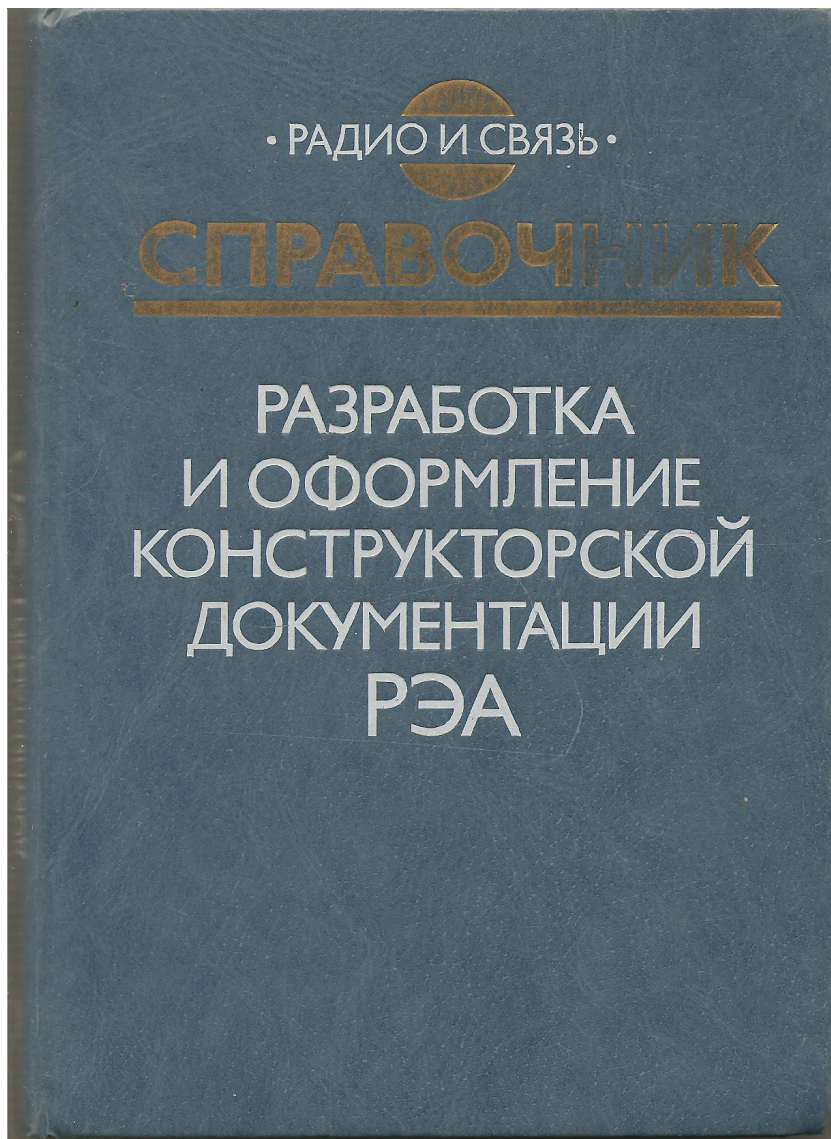 • РАДИО И СВЯЗЬ •
СПРАВОЧНИК
РАЗРАБОТКА
И ОФОРМЛЕНИЕ
КОНСТРУКТОРСКОЙ
ДОКУМЕНТАЦИИ
РЭА